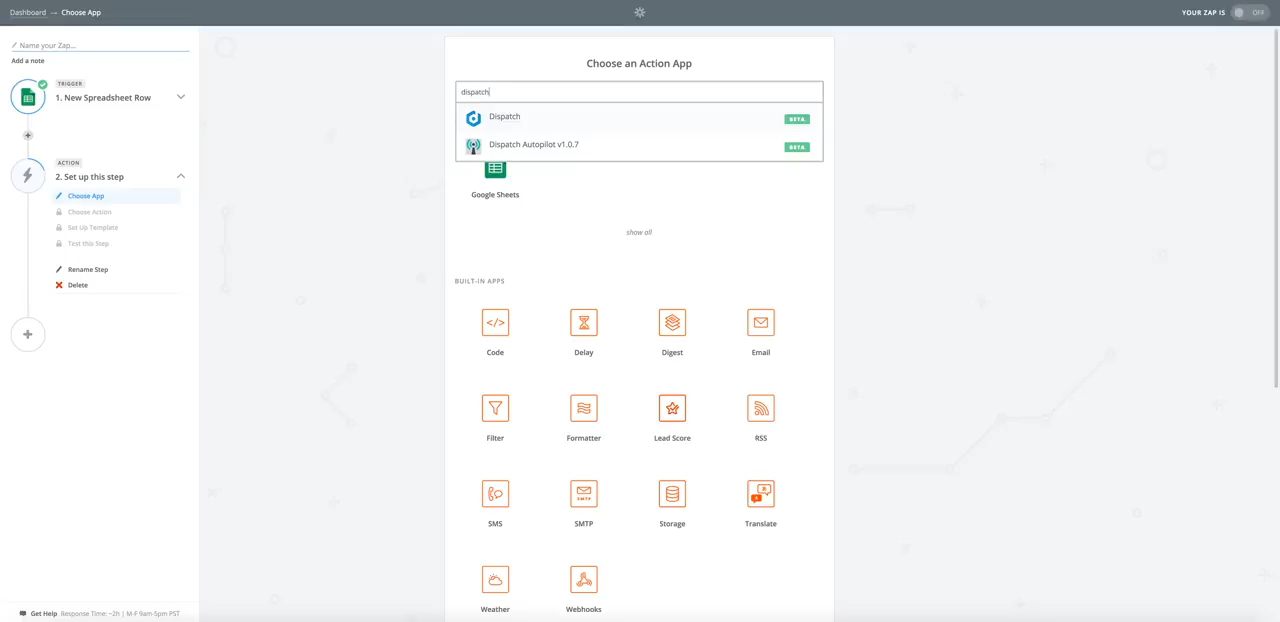 Dashboard → Choose App
YOUR ZAP IS OFF
Name your Zap...
Add a note
TRIGGER
1. New Spreadsheet Row
ACTION
2. Set up this step
Choose App
Choose Action
Set Up Template
Test this Step
Rename Step
Delete
Get Help Response Time: ~2h | M-F 9am-5pm PST
Choose an Action App
dispatch
Dispatch BETA
Dispatch Autopilot v1.0.7 BETA
Google Sheets
show all
BUILT-IN APPS
</>
Code Delay Digest Email
Filter Formatter Lead Score RSS
SMTP
SMS SMTP Storage Translate
Weather Webhooks